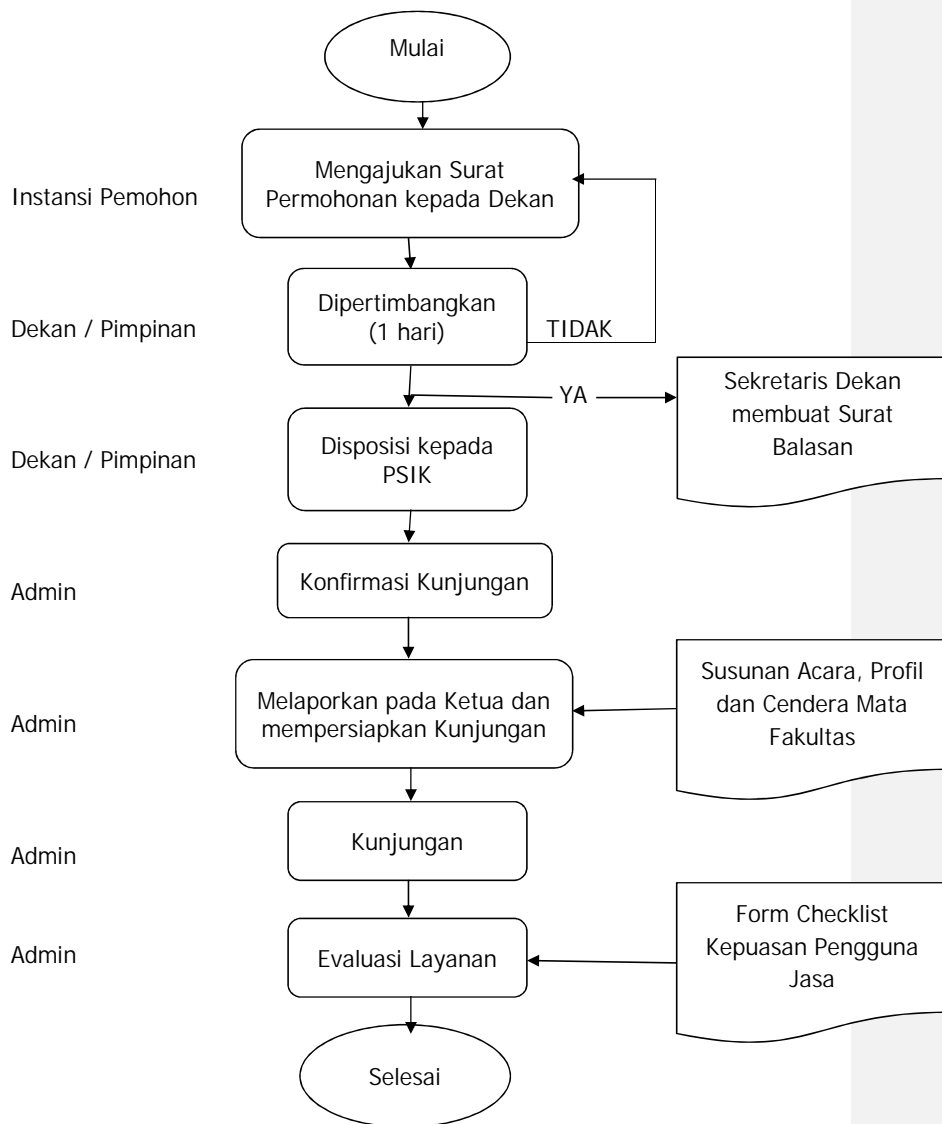 Mulai
Instansi Pemohon
Mengajukan Surat
Permohonan kepada Dekan
Dekan / Pimpinan
Dipertimbangkan
(1 hari)
TIDAK
YA
Sekretaris Dekan
membuat Surat
Balasan
Dekan / Pimpinan
Disposisi kepada
PSIK
Admin
Konfirmasi Kunjungan
Admin
Melaporkan pada Ketua dan
mempersiapkan Kunjungan
Susunan Acara, Profil
dan Cendera Mata
Fakultas
Admin
Kunjungan
Admin
Evaluasi Layanan
Form Checklist
Kepuasan Pengguna
Jasa
Selesai